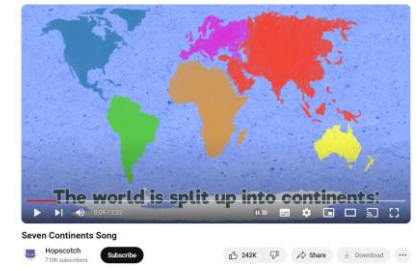 The world is split up into continents:
0:09 / 2:02
Seven Continents Song
Hopscotch
710K subscribers
Subscribe
242K
Share
Download